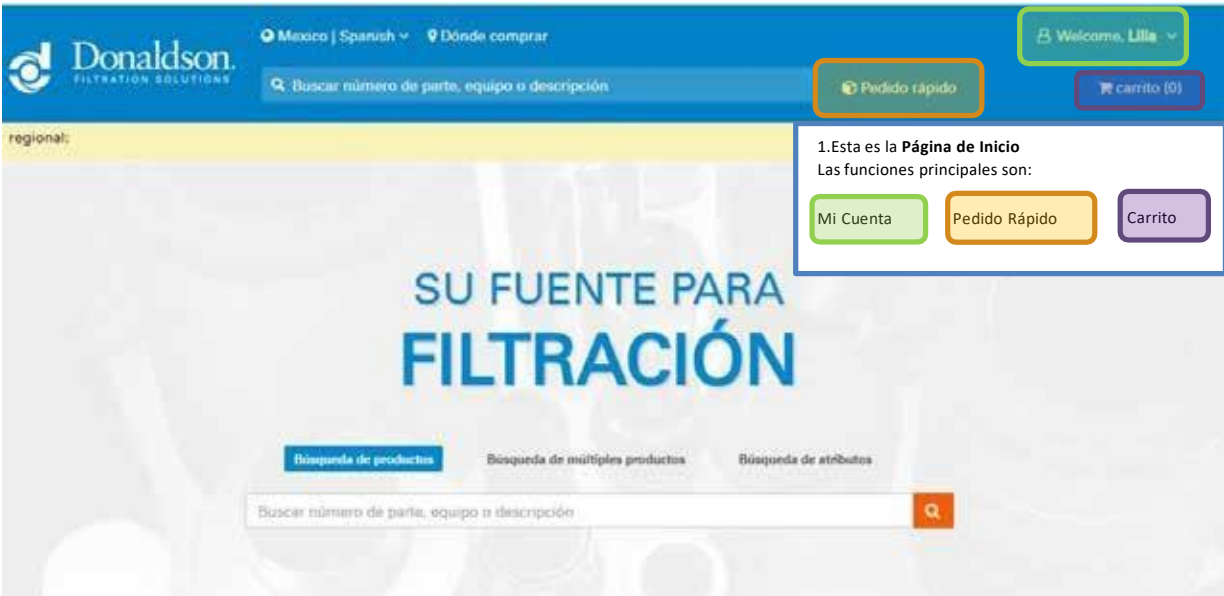 Mexico | Spanish
Dónde comprar
Welcome, Lilia
Donaldson.
FILTRATION SOLUTIONS
Buscar número de parte, equipo o descripción
Pedido rápido
carrito (0)
regional:
1.Esta es la Página de Inicio
Las funciones principales son:
Mi Cuenta
Pedido Rápido
Carrito
SU FUENTE PARA
FILTRACIÓN
Búsqueda de productos
Búsqueda de múltiples productos
Búsqueda de atributos
Buscar número de parte, equipo o descripción